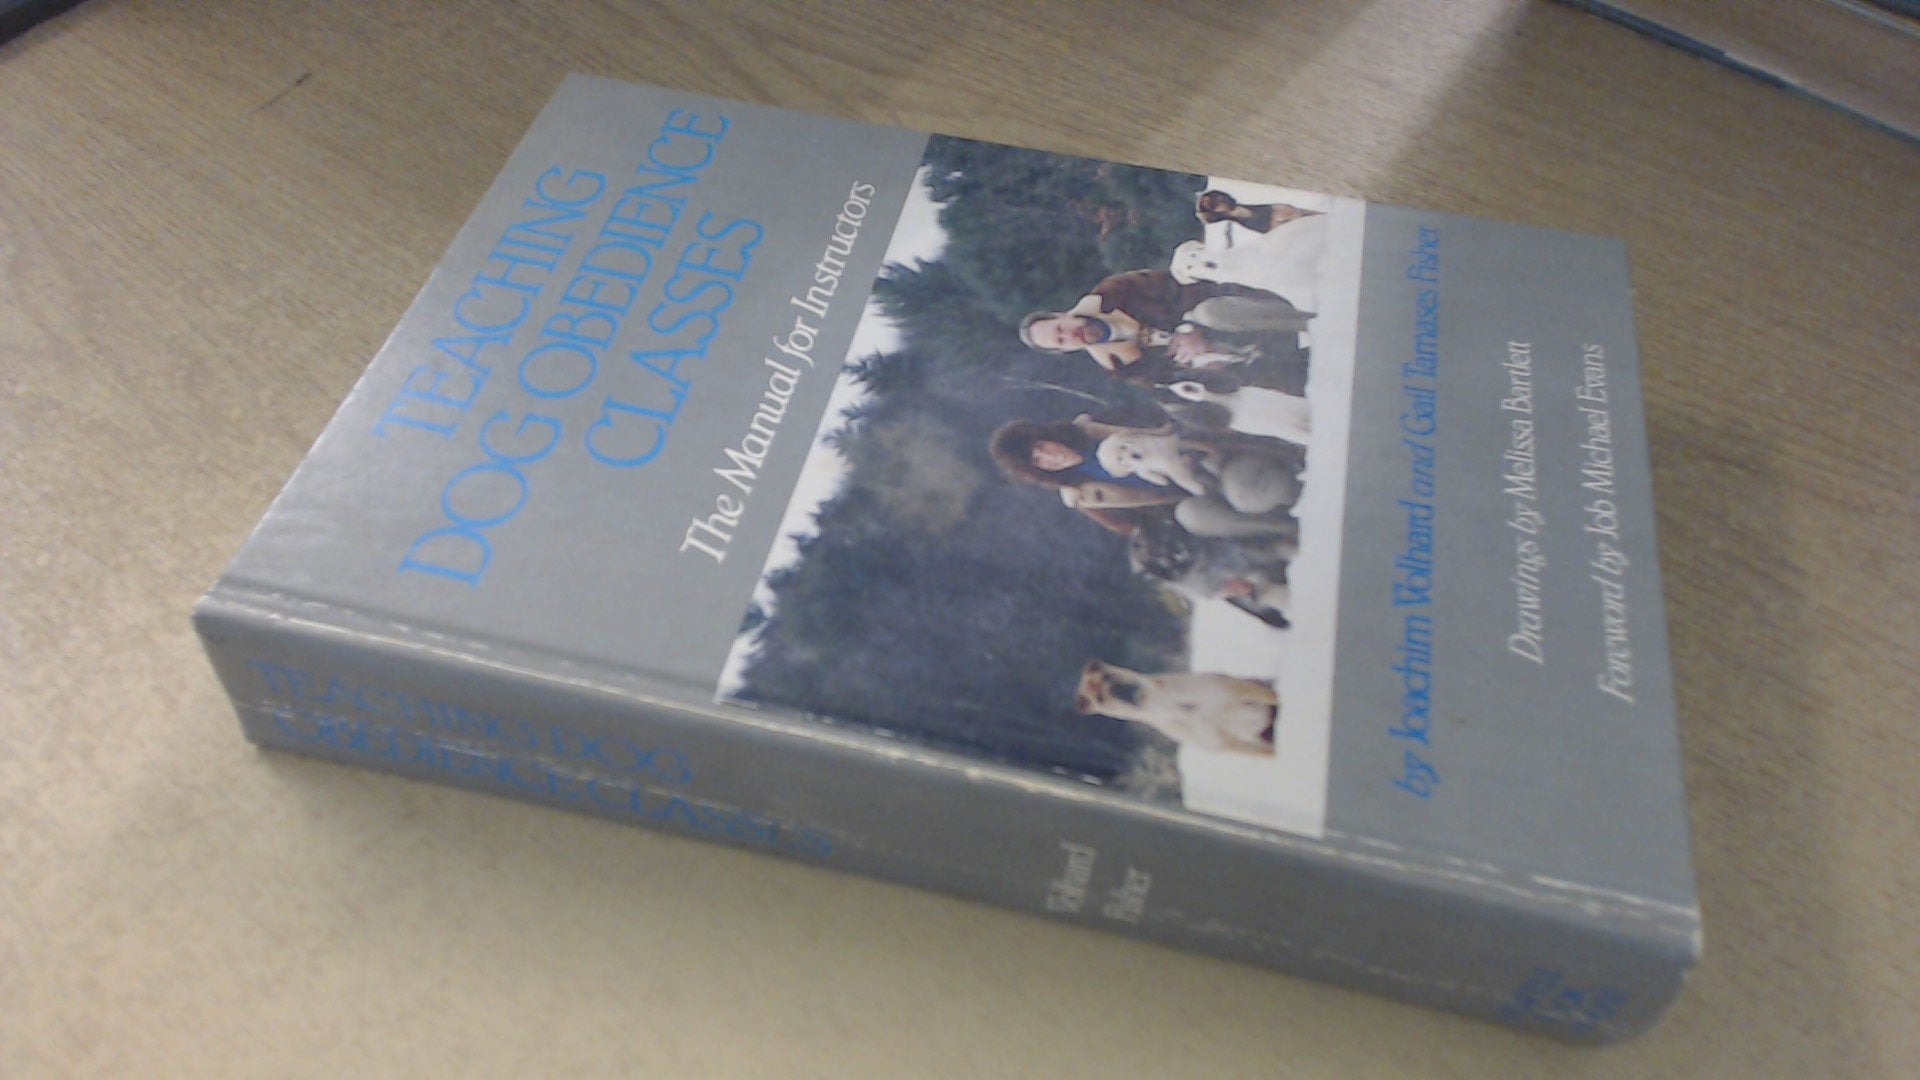 TEACHING
DOG OBEDIENCE
CLASSES
The Manual for Instructors
by Joachim Volhard and Gail Tamases Fisher
Drawings by Melissa Bartlett
Foreword by Job Michael Evans
TEACHING DOG
OBEDIENCE CLASSES
Volhard
Fisher